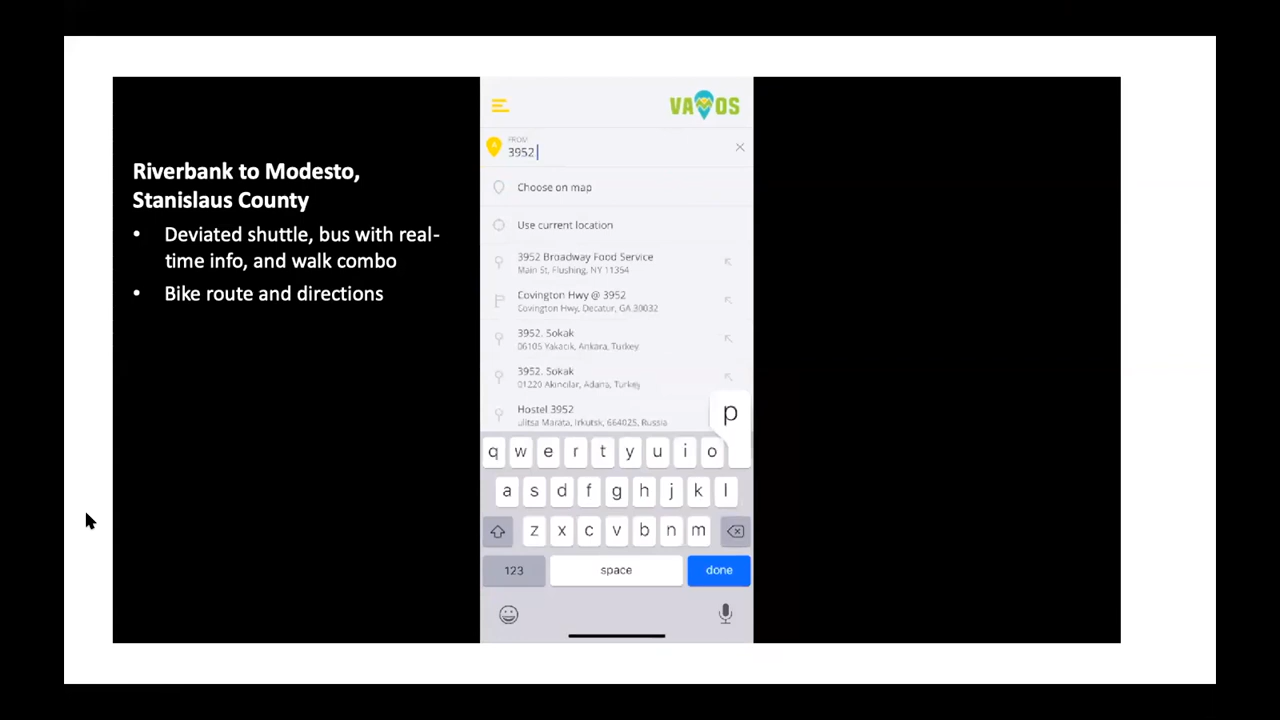 Riverbank to Modesto,
Stanislaus County
• Deviated shuttle, bus with real-
time info, and walk combo
• Bike route and directions
VAMOS
FROM
3952
Choose on map
Use current location
3952 Broadway Food Service
Main St, Flushing, NY 11354
Covington Hwy @ 3952
Covington Hwy, Decatur, GA 30032
3952. Sokak
06105 Yakacık, Ankara, Turkey
3952. Sokak
01220 Akıncılar, Adana, Turkey
Hostel 3952
ulitsa Marata, Irkutsk, 664025, Russia
p
q w e r t y u i o
a s d f g h j k l
z x c v b n m
123 space done